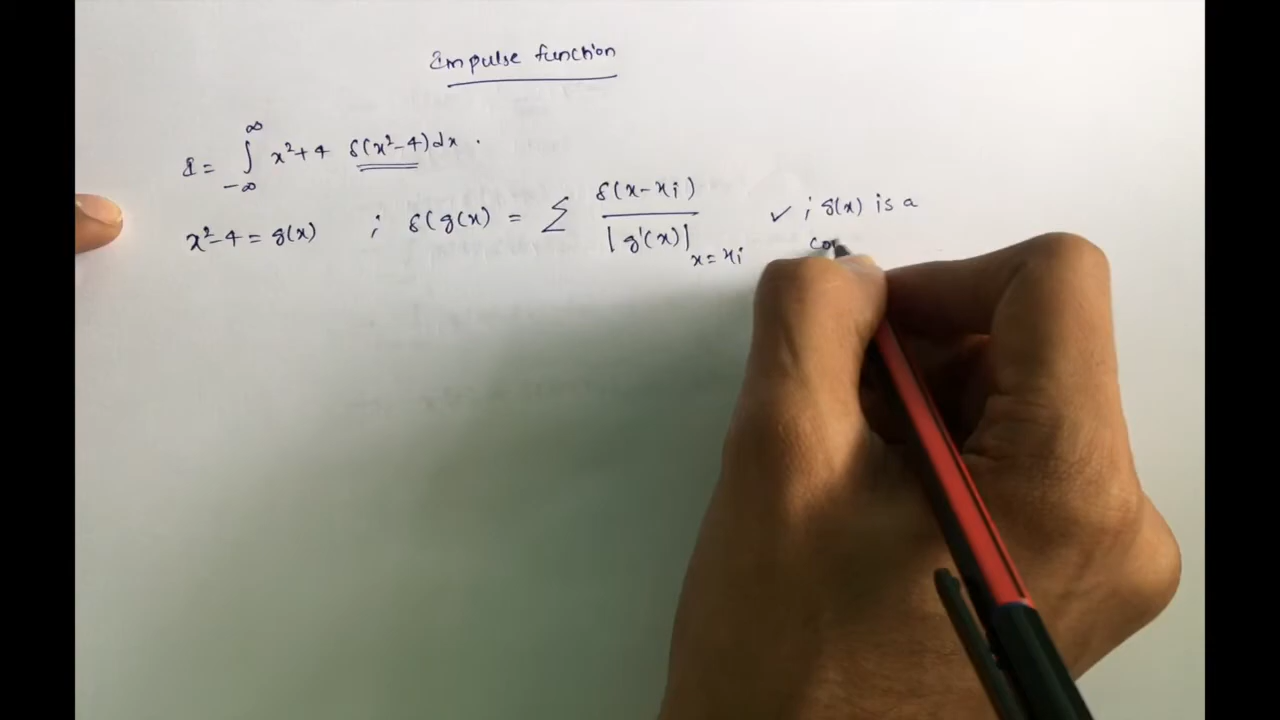 Impulse function
I = ∫_{-∞}^{∞} x²+4 δ(x²-4)dx .
x²-4 = g(x) ; δ(g(x) = Σ δ(x-xi) / |g'(x)| x=xi ✓ ; g(x) is a